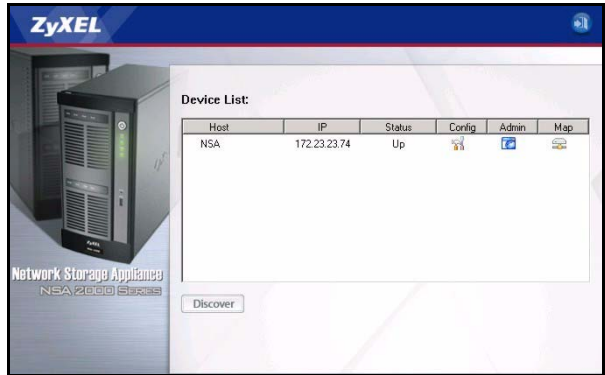 ZyXEL
Device List:
Host IP Status Config Admin Map
NSA 172.23.23.74 Up
Network Storage Appliance
NSA 2000 Series
Discover